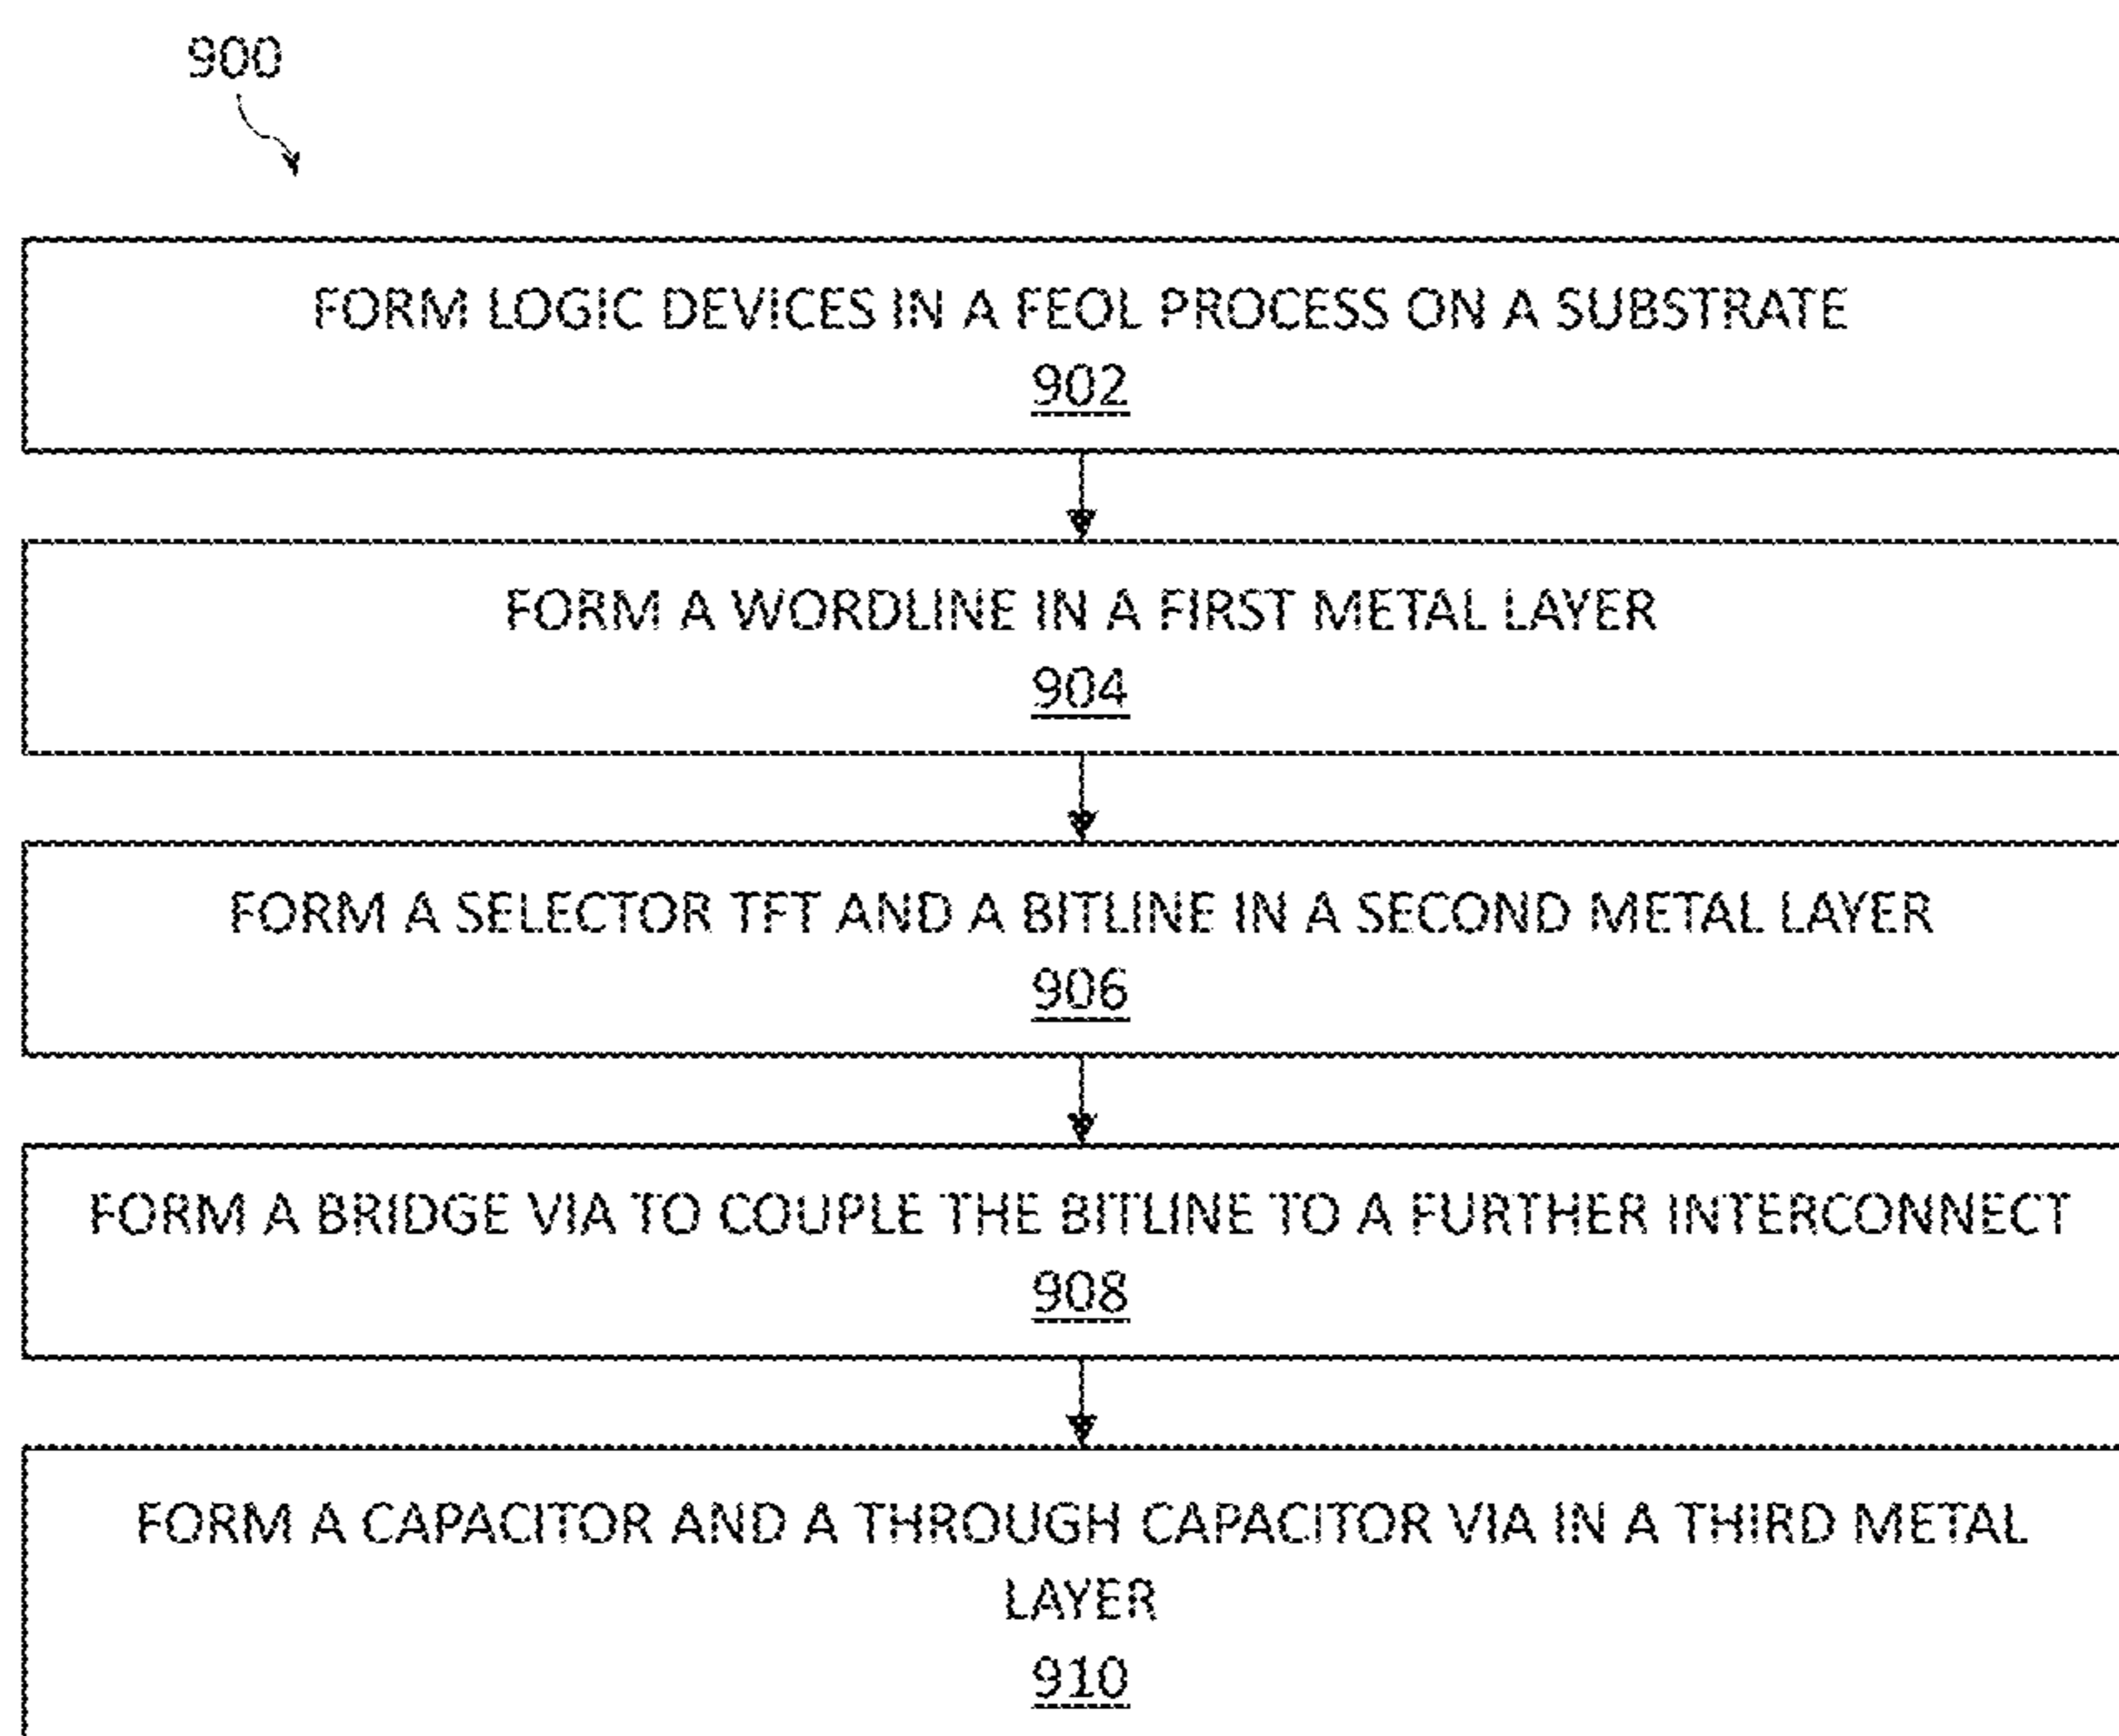 900
FORM LOGIC DEVICES IN A FEOL PROCESS ON A SUBSTRATE
902
FORM A WORDLINE IN A FIRST METAL LAYER
904
FORM A SELECTOR TFT AND A BITLINE IN A SECOND METAL LAYER
906
FORM A BRIDGE VIA TO COUPLE THE BITLINE TO A FURTHER INTERCONNECT
908
FORM A CAPACITOR AND A THROUGH CAPACITOR VIA IN A THIRD METAL
LAYER
910